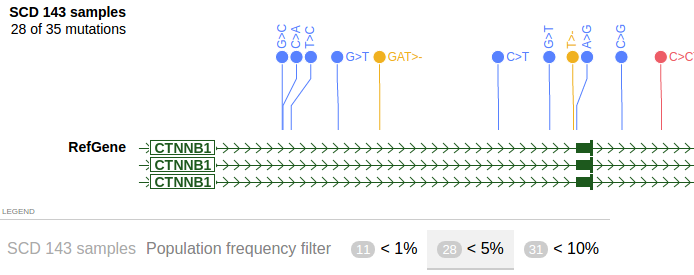 SCD 143 samples
28 of 35 mutations
G>C
C>A
T>C
G>T
GAT>-
C>T
G>T
T>-
A>G
C>G
C>C
RefGene
CTNNB1
CTNNB1
CTNNB1
LEGEND
SCD 143 samples Population frequency filter 11 < 1% 28 < 5% 31 < 10%